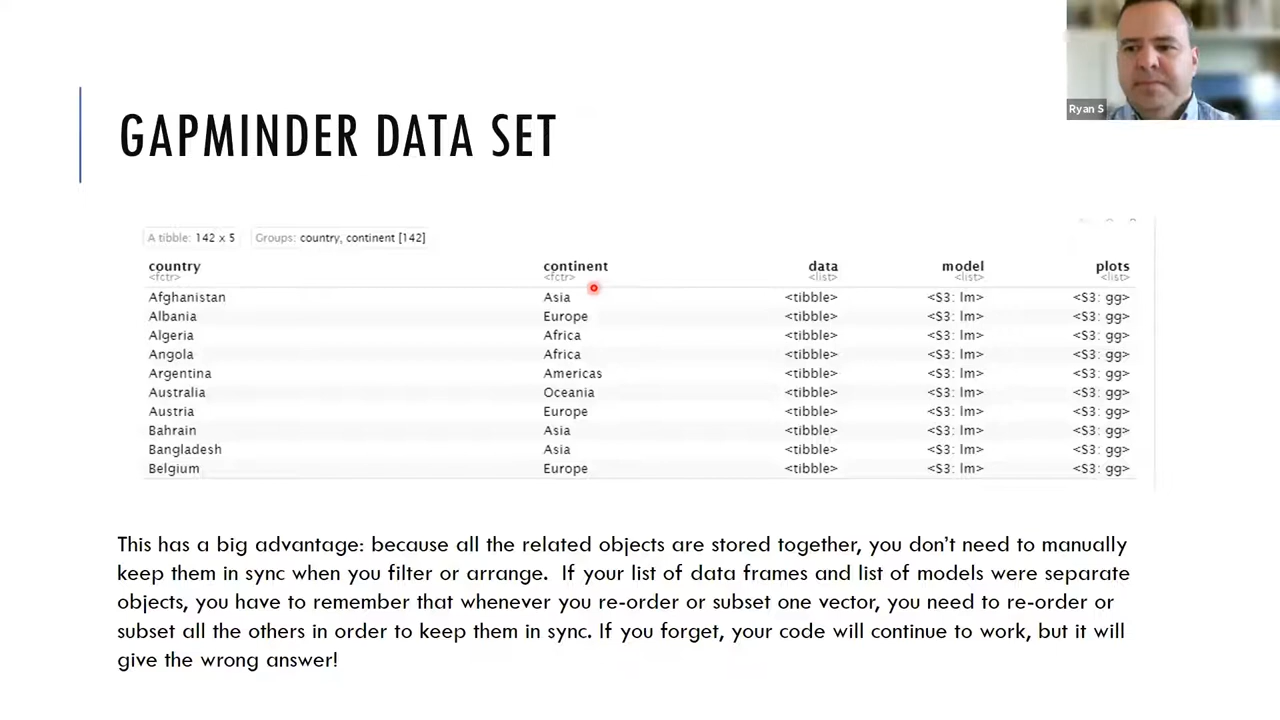 Ryan S
GAPMINDER DATA SET
A tibble: 142 x 5 Groups: country, continent [142]
country continent data model plots
<fctr> <fctr> <list> <list> <list>
Afghanistan Asia <tibble> <S3: lm> <S3: gg>
Albania Europe <tibble> <S3: lm> <S3: gg>
Algeria Africa <tibble> <S3: lm> <S3: gg>
Angola Africa <tibble> <S3: lm> <S3: gg>
Argentina Americas <tibble> <S3: lm> <S3: gg>
Australia Oceania <tibble> <S3: lm> <S3: gg>
Austria Europe <tibble> <S3: lm> <S3: gg>
Bahrain Asia <tibble> <S3: lm> <S3: gg>
Bangladesh Asia <tibble> <S3: lm> <S3: gg>
Belgium Europe <tibble> <S3: lm> <S3: gg>
This has a big advantage: because all the related objects are stored together, you don't need to manually
keep them in sync when you filter or arrange.  If your list of data frames and list of models were separate
objects, you have to remember that whenever you re-order or subset one vector, you need to re-order or
subset all the others in order to keep them in sync. If you forget, your code will continue to work, but it will
give the wrong answer!